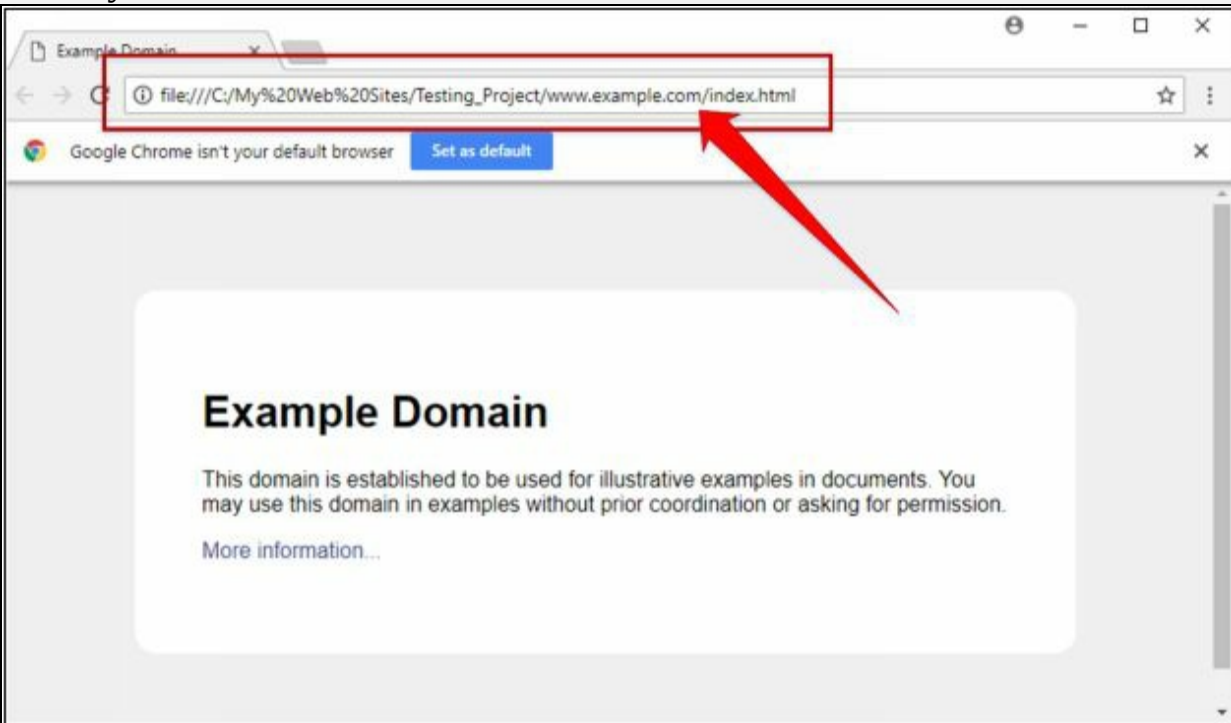 Example Domain
file:///C:/My%20Web%20Sites/Testing_Project/www.example.com/index.html
Google Chrome isn't your default browser Set as default
Example Domain
This domain is established to be used for illustrative examples in documents. You
may use this domain in examples without prior coordination or asking for permission.
More information...